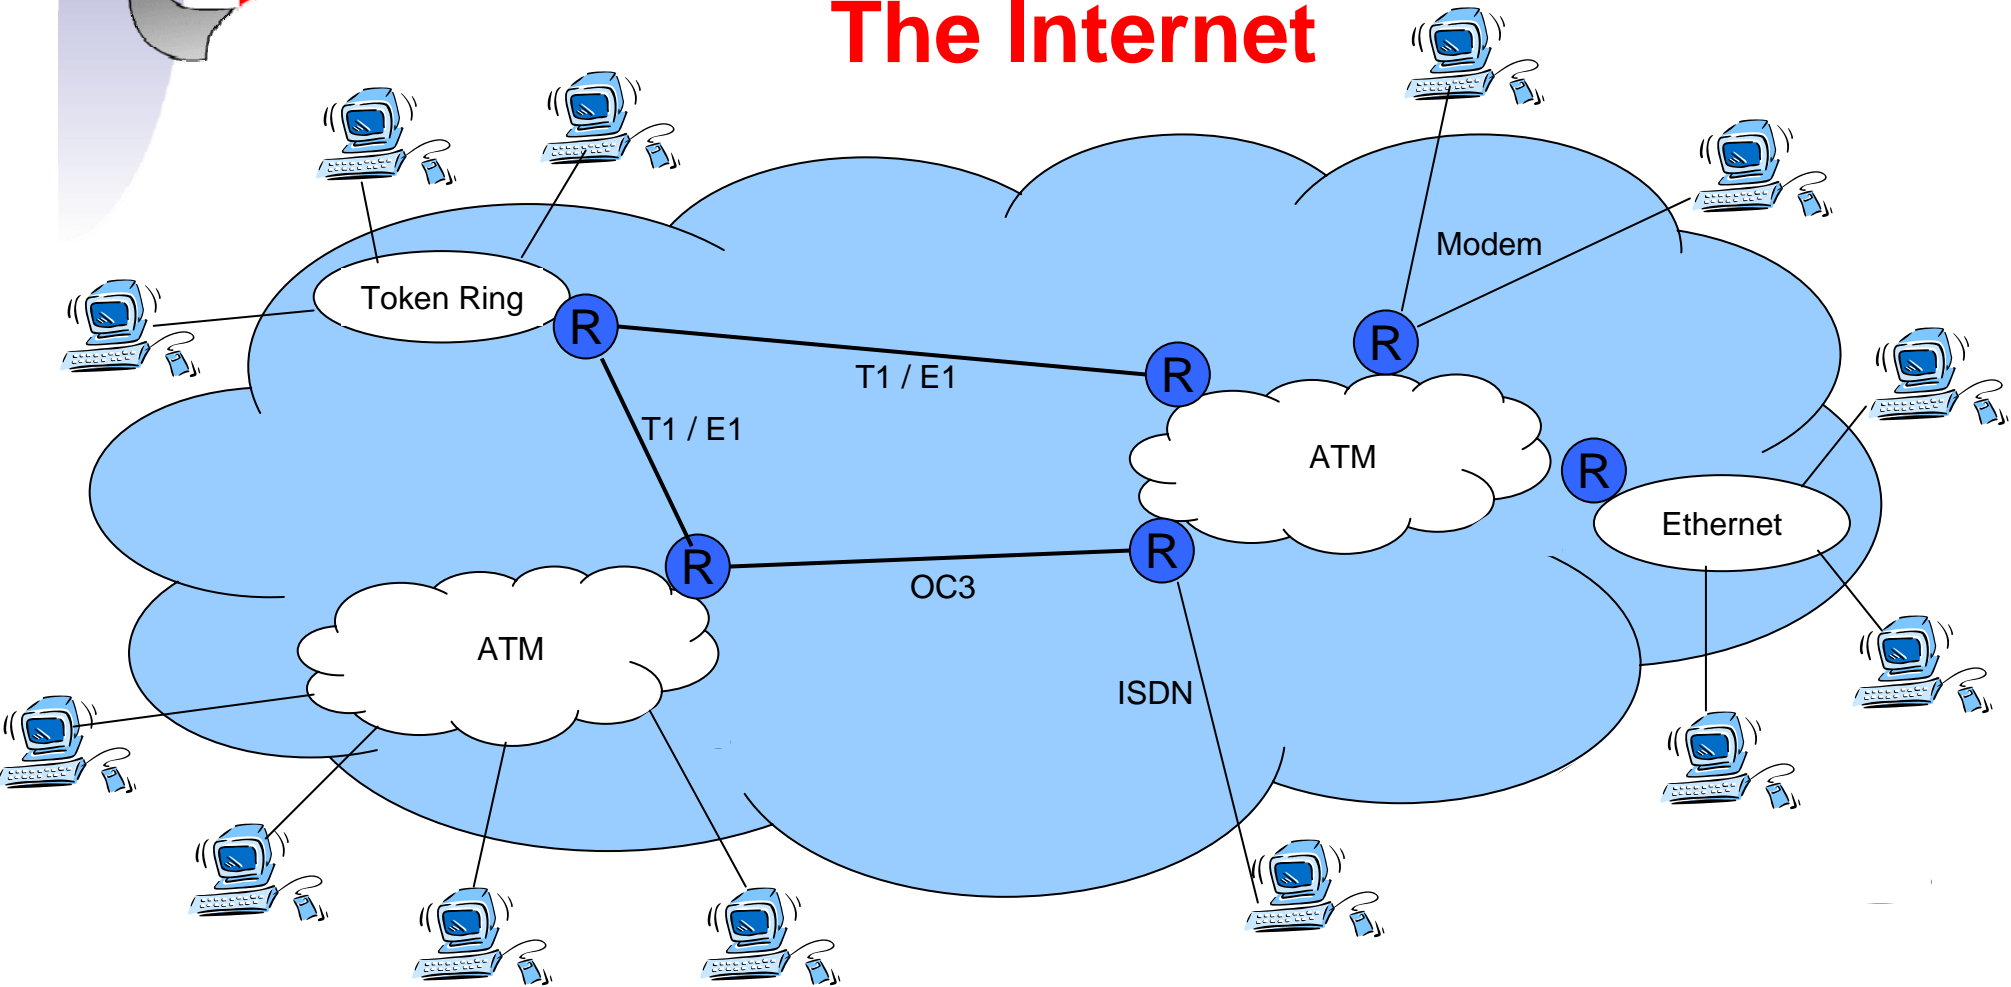 The Internet
Modem
Token Ring
R
R
R
T1 / E1
T1 / E1
ATM
R
Ethernet
R
R
OC3
ATM
ISDN